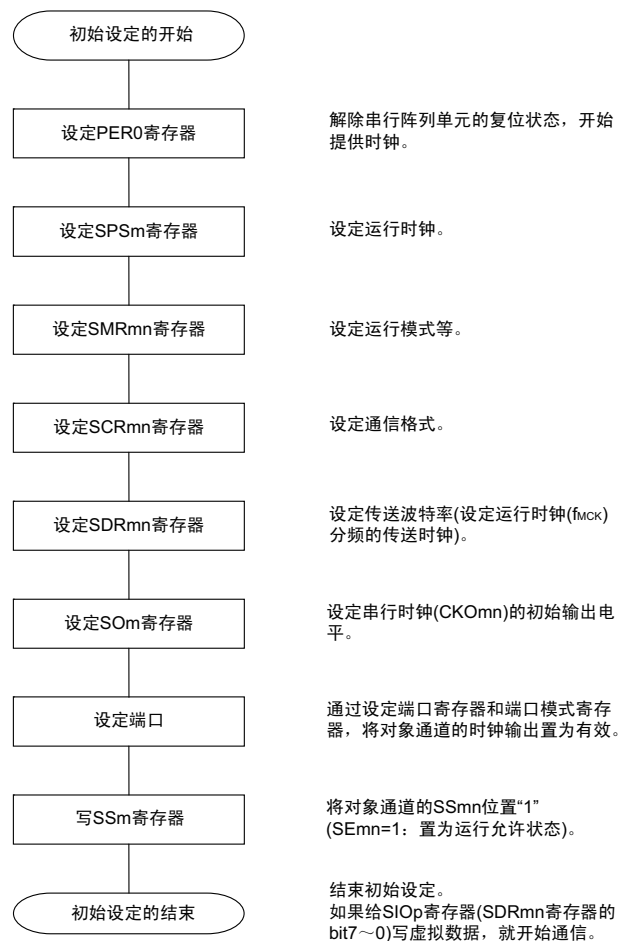 初始设定的开始
设定PER0寄存器
解除串行阵列单元的复位状态，开始
提供时钟。
设定SPSm寄存器
设定运行时钟。
设定SMRmn寄存器
设定运行模式等。
设定SCRmn寄存器
设定通信格式。
设定SDRmn寄存器
设定传送波特率(设定运行时钟(fMCK)
分频的传送时钟)。
设定SOm寄存器
设定串行时钟(CKOmn)的初始输出电
平。
设定端口
通过设定端口寄存器和端口模式寄存
器，将对象通道的时钟输出置为有效。
写SSm寄存器
将对象通道的SSmn位置“1”
(SEmn=1：置为运行允许状态)。
初始设定的结束
结束初始设定。
如果给SIOp寄存器(SDRmn寄存器的
bit7～0)写虚拟数据，就开始通信。